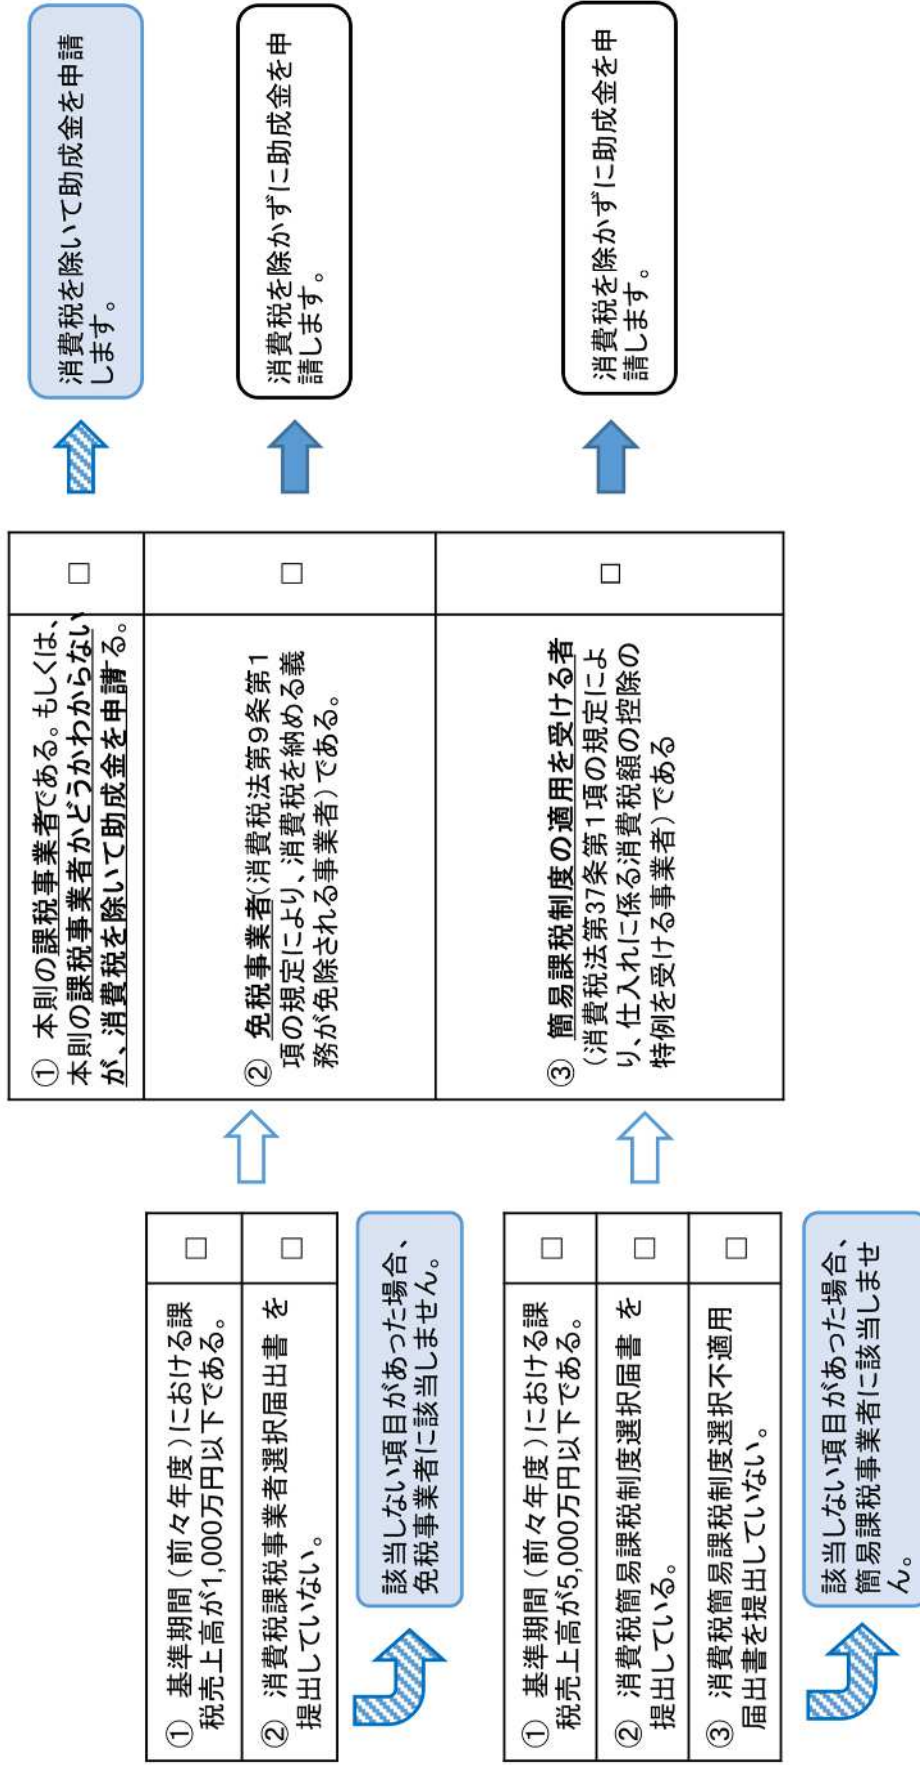 ① 基準期間（前々年度）における課
税売上高が1,000万円以下である。
□
② 消費税課税事業者選択届出書 を
提出していない。
□
該当しない項目があった場合、
免税事業者に該当しません。
① 基準期間（前々年度）における課
税売上高が5,000万円以下である。
□
② 消費税簡易課税制度選択届書 を
提出している。
□
③ 消費税簡易課税制度選択不適用
届出書を提出していない。
□
該当しない項目があった場合、
簡易課税事業者に該当しませ
ん。
① 本則の課税事業者である。もしくは、
本則の課税事業者かどうかわからない
が、消費税を除いて助成金を申請する。
□
② 免税事業者（消費税法第9条第1
項の規定により、消費税を納める義
務が免除される事業者）である。
□
③ 簡易課税制度の適用を受ける者
（消費税法第37条第1項の規定によ
り、仕入れに係る消費税額の控除の
特例を受ける事業者）である
□
消費税を除いて助成金を申請
します。
消費税を除かずに助成金を申
請します。
消費税を除かずに助成金を申
請します。